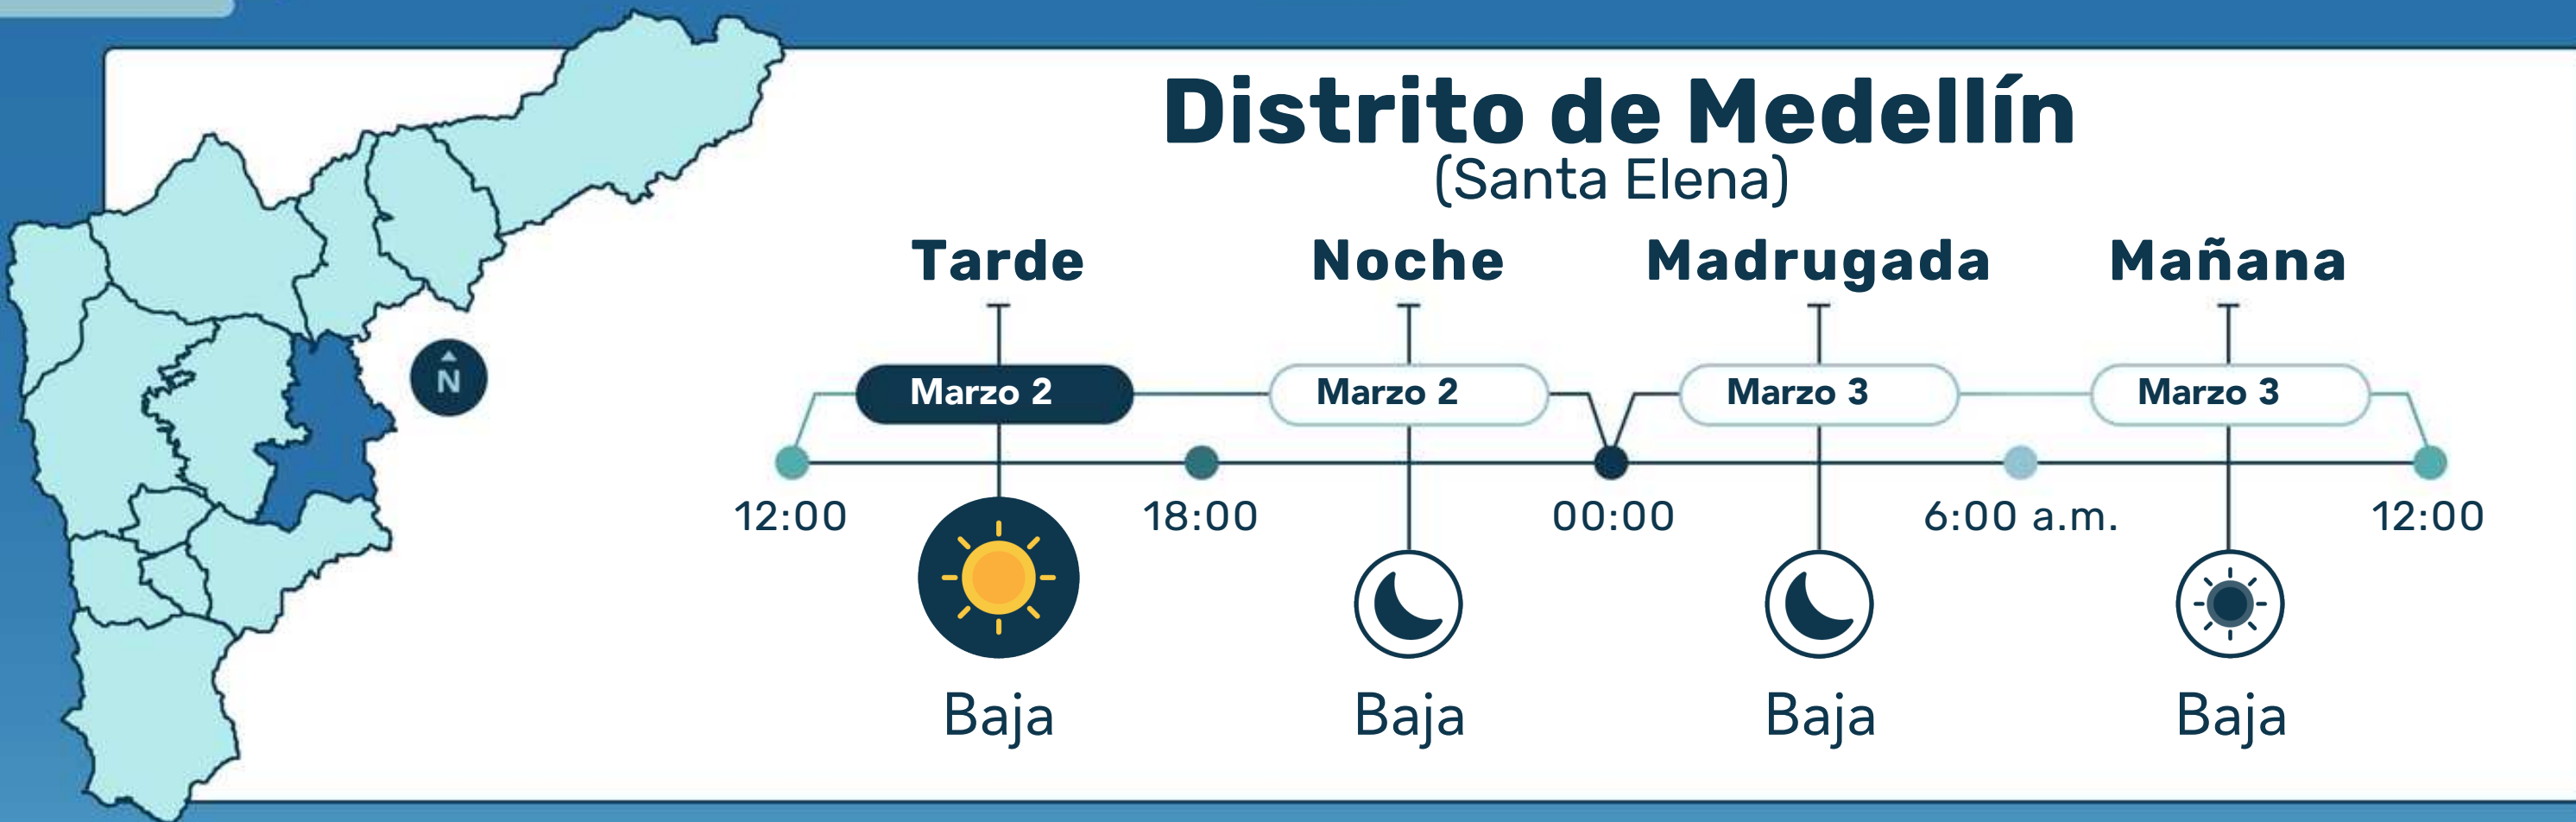 Distrito de Medellín
(Santa Elena)
Tarde Noche Madrugada Mañana
Marzo 2 Marzo 2 Marzo 3 Marzo 3
N
12:00 18:00 00:00 6:00 a.m. 12:00
Baja Baja Baja Baja